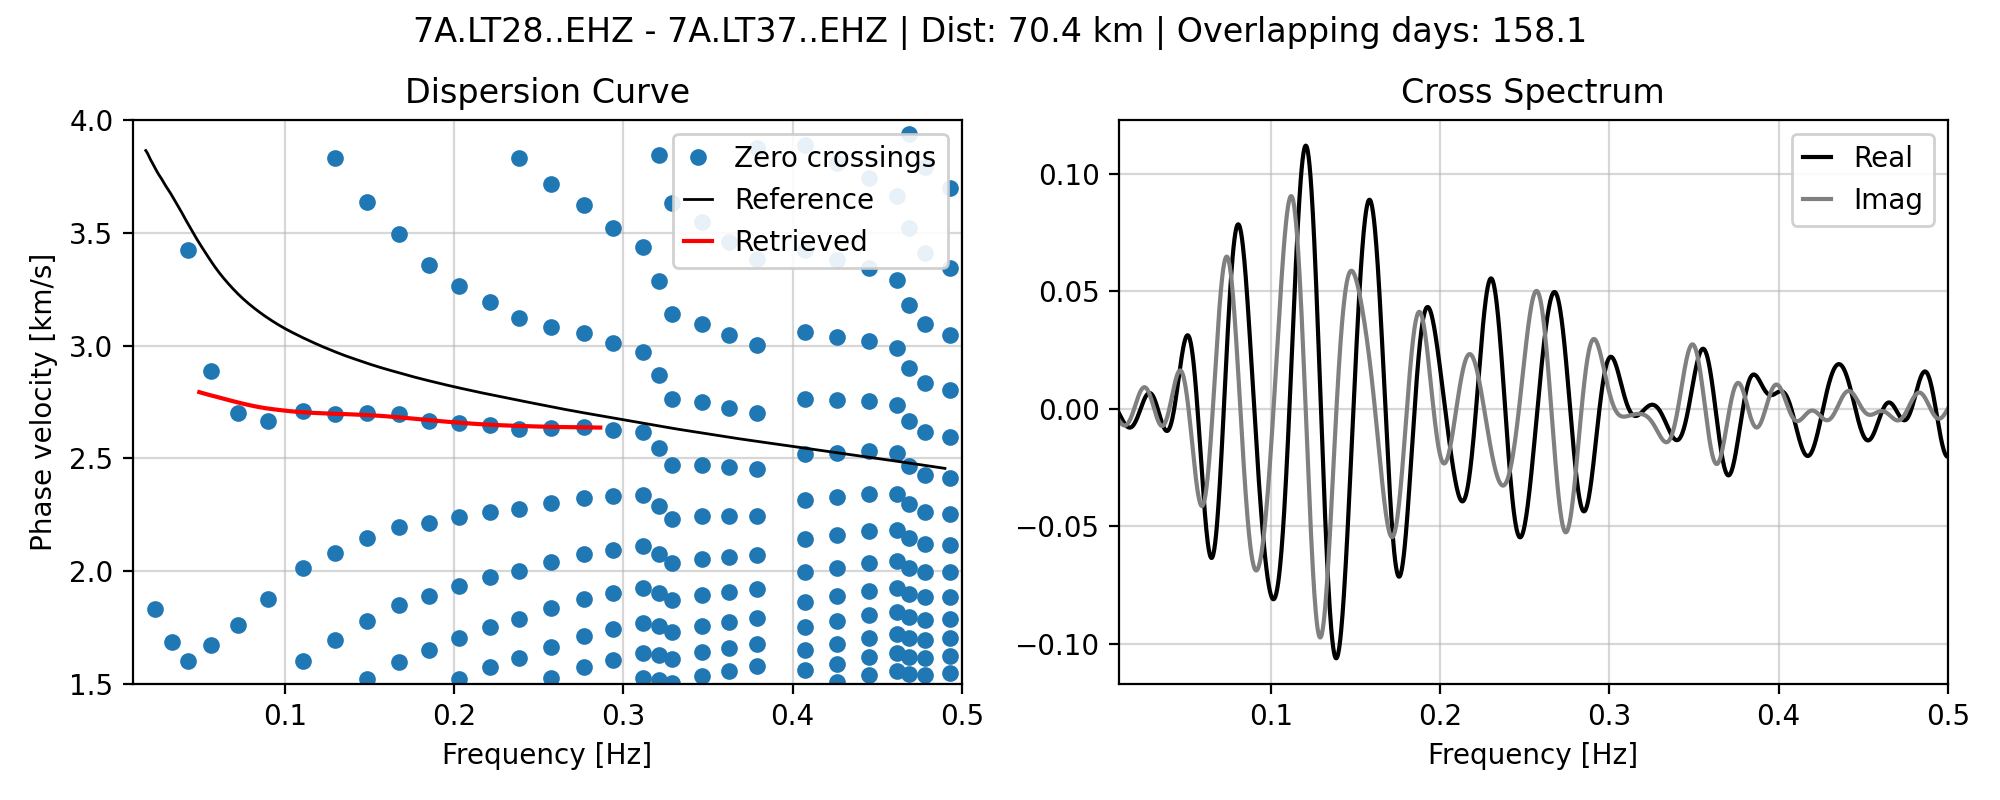 7A.LT28..EHZ - 7A.LT37..EHZ | Dist: 70.4 km | Overlapping days: 158.1
Dispersion Curve
4.0
3.5
3.0
2.5
2.0
1.5
Phase velocity [km/s]
0.1 0.2 0.3 0.4 0.5
Frequency [Hz]
Zero crossings
Reference
Retrieved
Cross Spectrum
0.10
0.05
0.00
−0.05
−0.10
0.1 0.2 0.3 0.4 0.5
Frequency [Hz]
Real
Imag